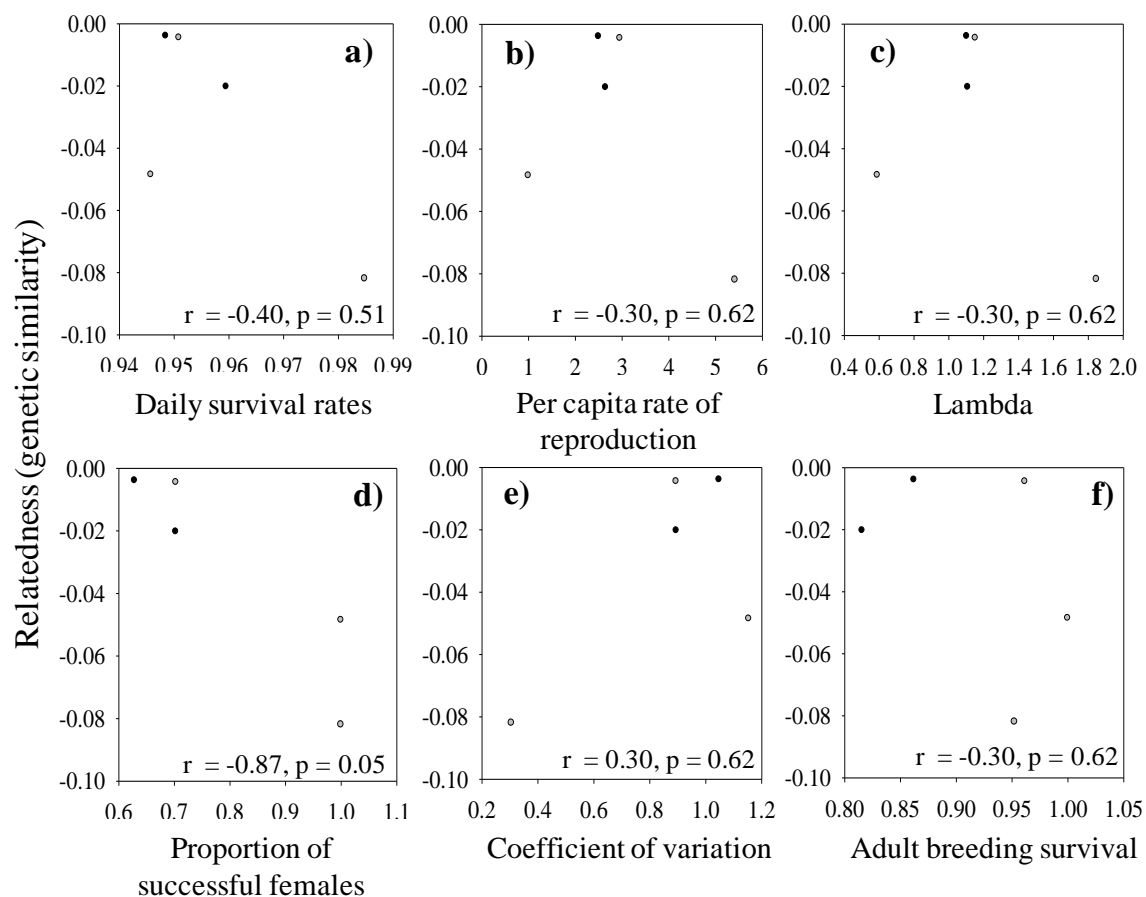 Relatedness (genetic similarity)
a)
0.00
-0.02
-0.04
-0.06
-0.08
-0.10
r = -0.40, p = 0.51
0.94 0.95 0.96 0.97 0.98 0.99
Daily survival rates
b)
0.00
-0.02
-0.04
-0.06
-0.08
-0.10
r = -0.30, p = 0.62
0 1 2 3 4 5 6
Per capita rate of
reproduction
c)
0.00
-0.02
-0.04
-0.06
-0.08
-0.10
r = -0.30, p = 0.62
0.4 0.6 0.8 1.0 1.2 1.4 1.6 1.8 2.0
Lambda
d)
0.00
-0.02
-0.04
-0.06
-0.08
-0.10
r = -0.87, p = 0.05
0.6 0.7 0.8 0.9 1.0 1.1
Proportion of
successful females
e)
0.00
-0.02
-0.04
-0.06
-0.08
-0.10
r = 0.30, p = 0.62
0.2 0.4 0.6 0.8 1.0 1.2
Coefficient of variation
f)
0.00
-0.02
-0.04
-0.06
-0.08
-0.10
r = -0.30, p = 0.62
0.80 0.85 0.90 0.95 1.00 1.05
Adult breeding survival